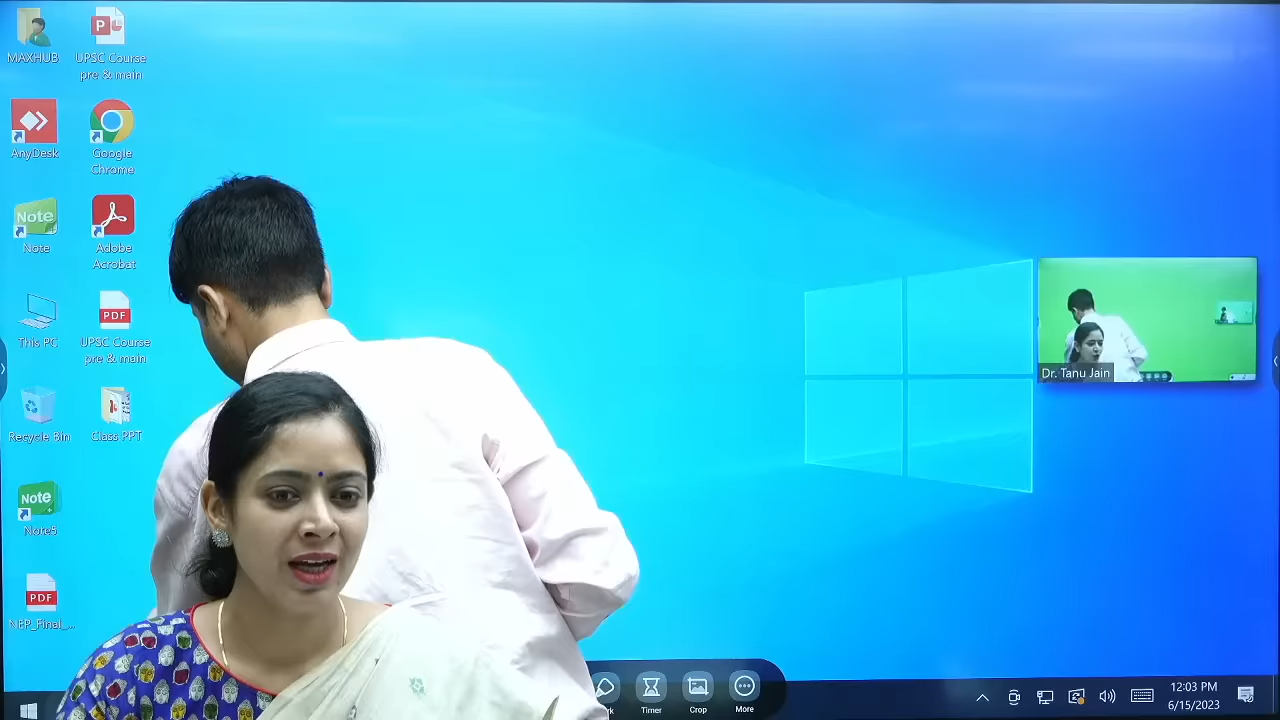 MAXHUB
UPSC Course
pre & main
AnyDesk
Google
Chrome
Note
Note
Adobe
Acrobat
This PC
PDF
UPSC Course
pre & main
Recycle Bin
Class PPT
Note
Note5
PDF
NEP_Final_...
Dr. Tanu Jain
Timer
Crop
More
12:03 PM
6/15/2023